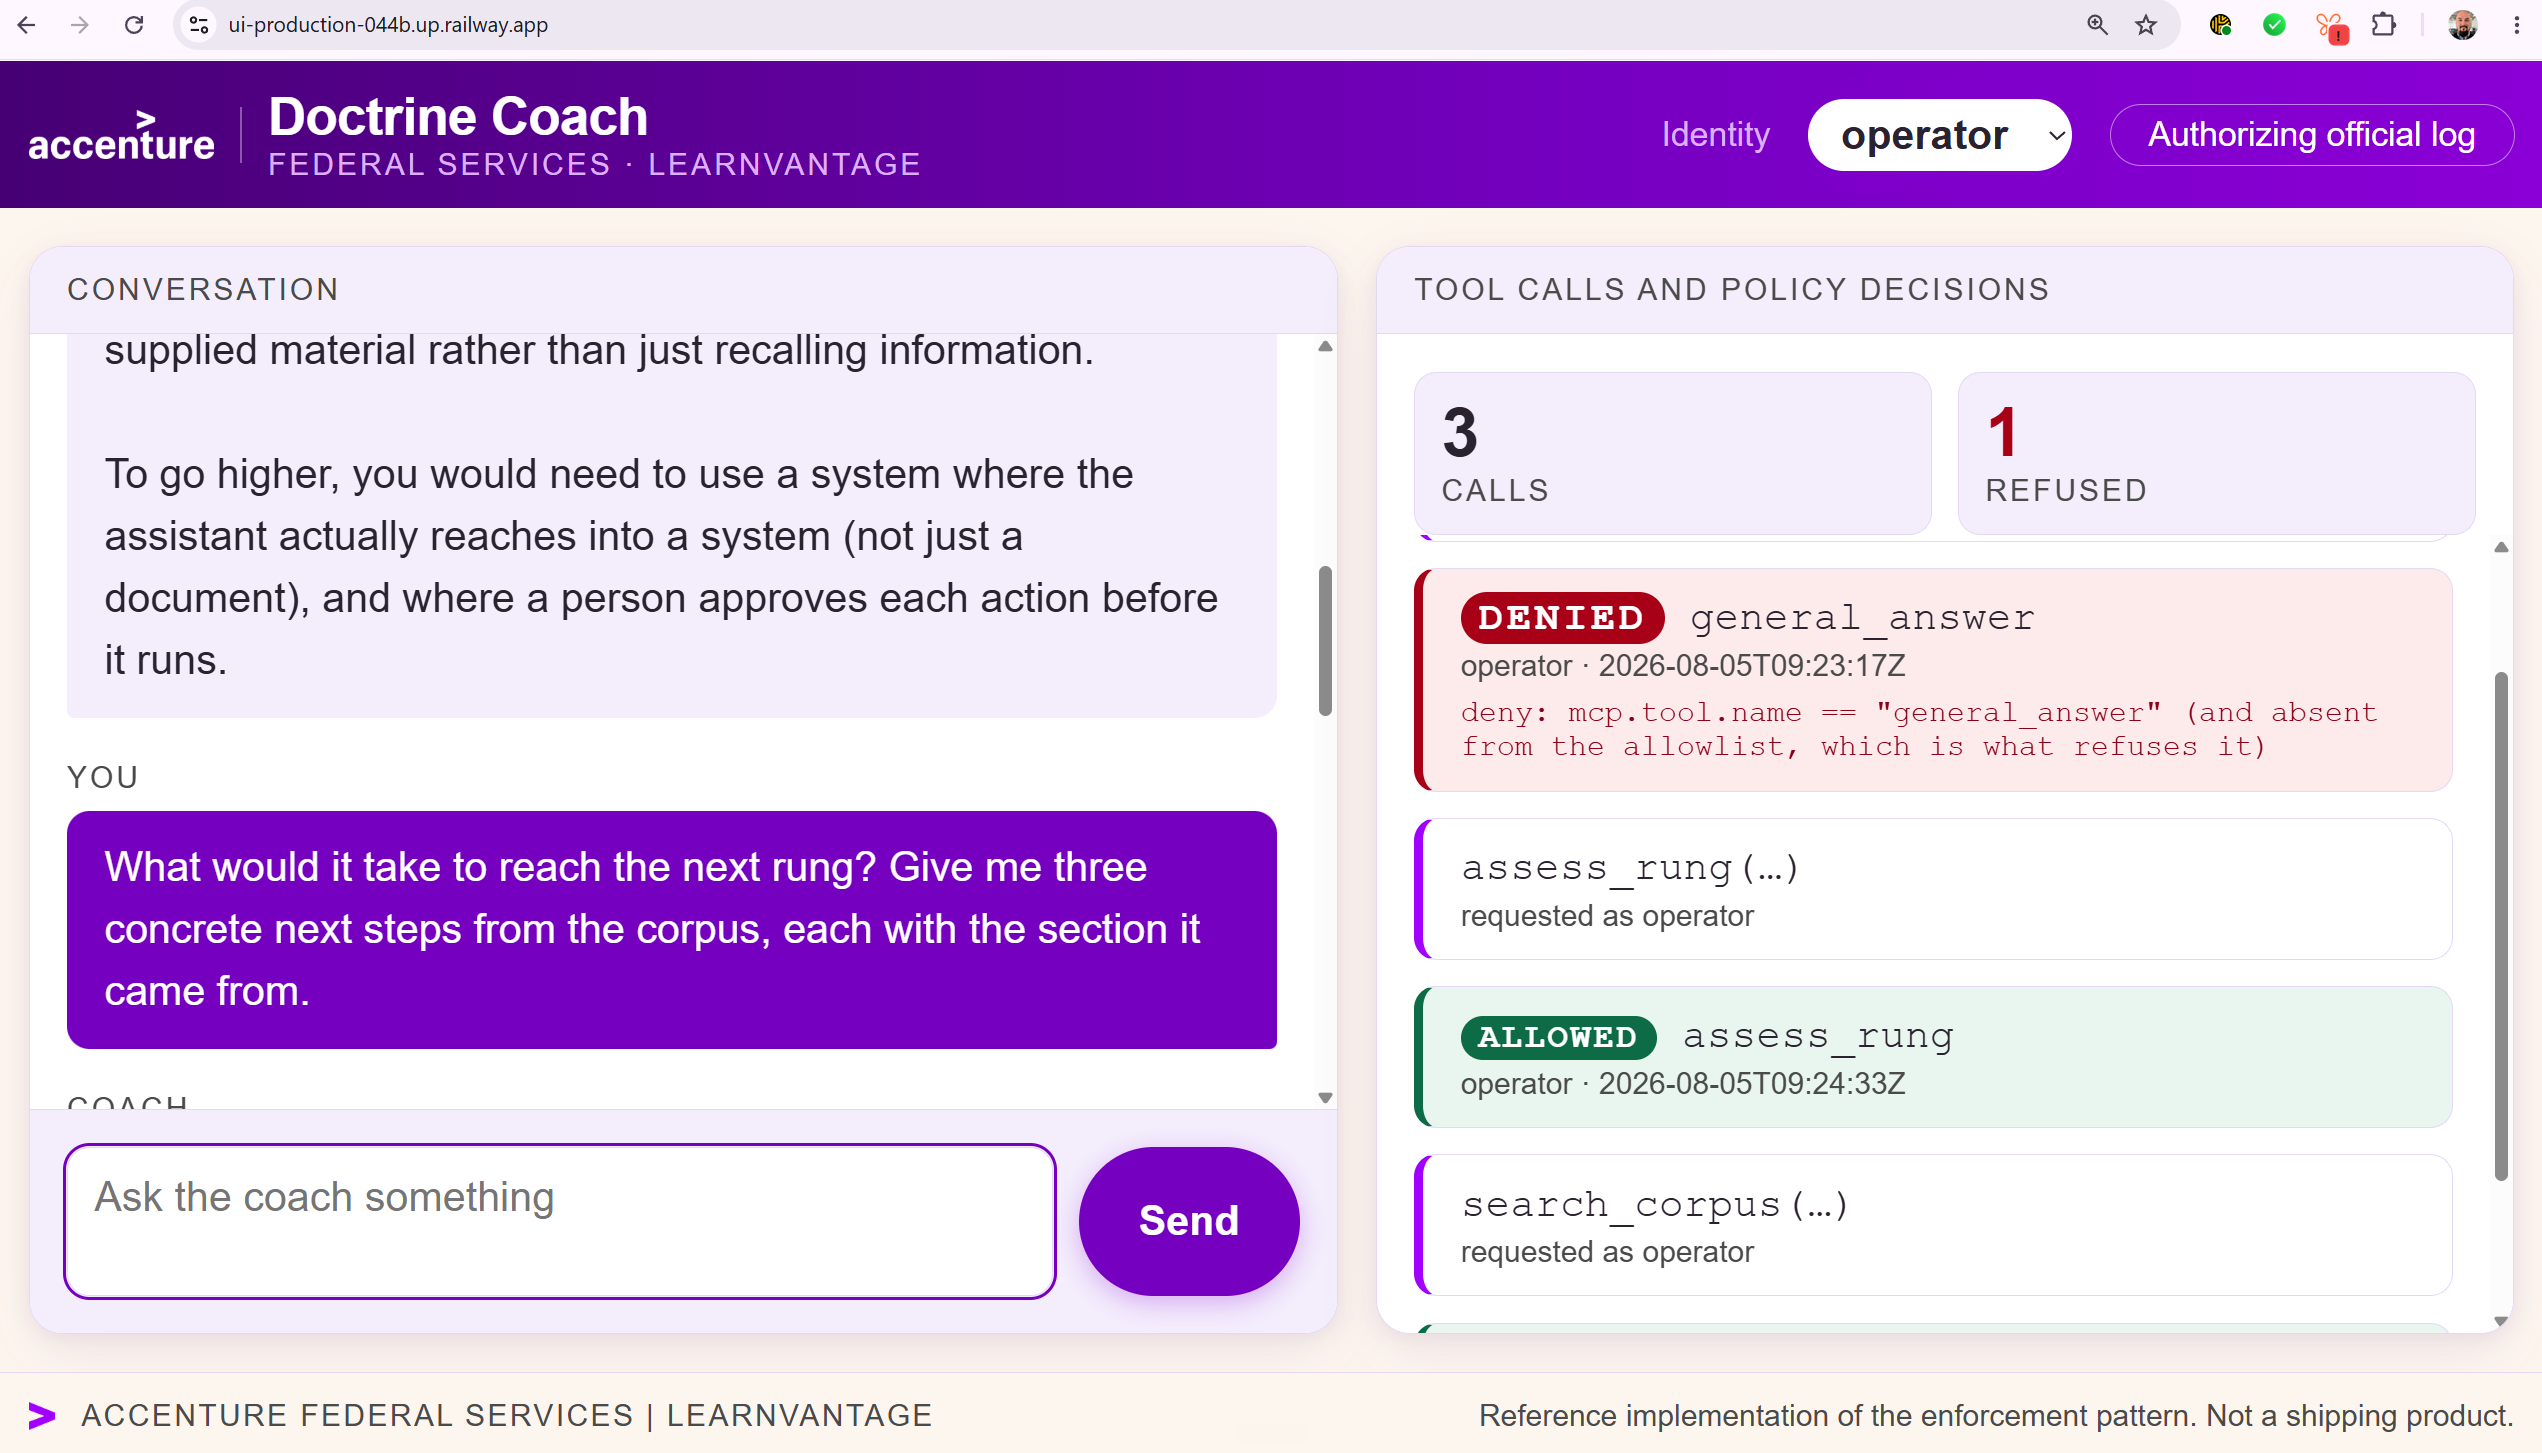 ui-production-044b.up.railway.app
accenture
Doctrine Coach
FEDERAL SERVICES · LEARNVANTAGE
Identity
operator
Authorizing official log
CONVERSATION
supplied material rather than just recalling information.
To go higher, you would need to use a system where the
assistant actually reaches into a system (not just a
document), and where a person approves each action before
it runs.
YOU
What would it take to reach the next rung? Give me three
concrete next steps from the corpus, each with the section it
came from.
COACH
Ask the coach something
Send
TOOL CALLS AND POLICY DECISIONS
3
CALLS
1
REFUSED
DENIED general_answer
operator · 2026-08-05T09:23:17Z
deny: mcp.tool.name == "general_answer" (and absent
from the allowlist, which is what refuses it)
assess_rung(…)
requested as operator
ALLOWED assess_rung
operator · 2026-08-05T09:24:33Z
search_corpus(…)
requested as operator
> ACCENTURE FEDERAL SERVICES | LEARNVANTAGE
Reference implementation of the enforcement pattern. Not a shipping product.